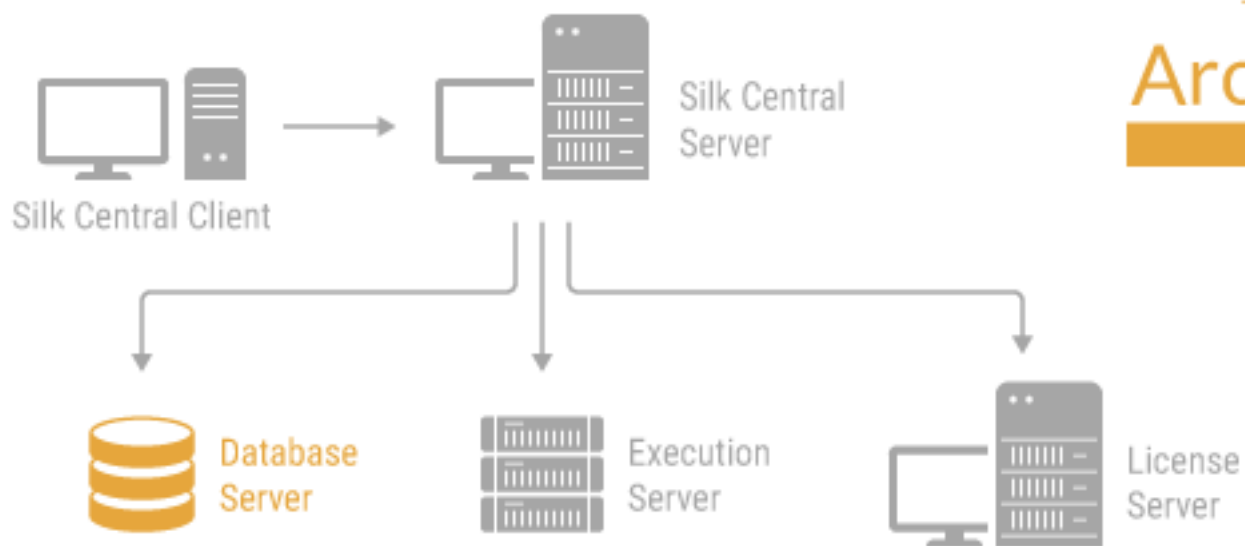 Silk Central
Server
Silk Central Client
Database
Server
Execution
Server
License
Server